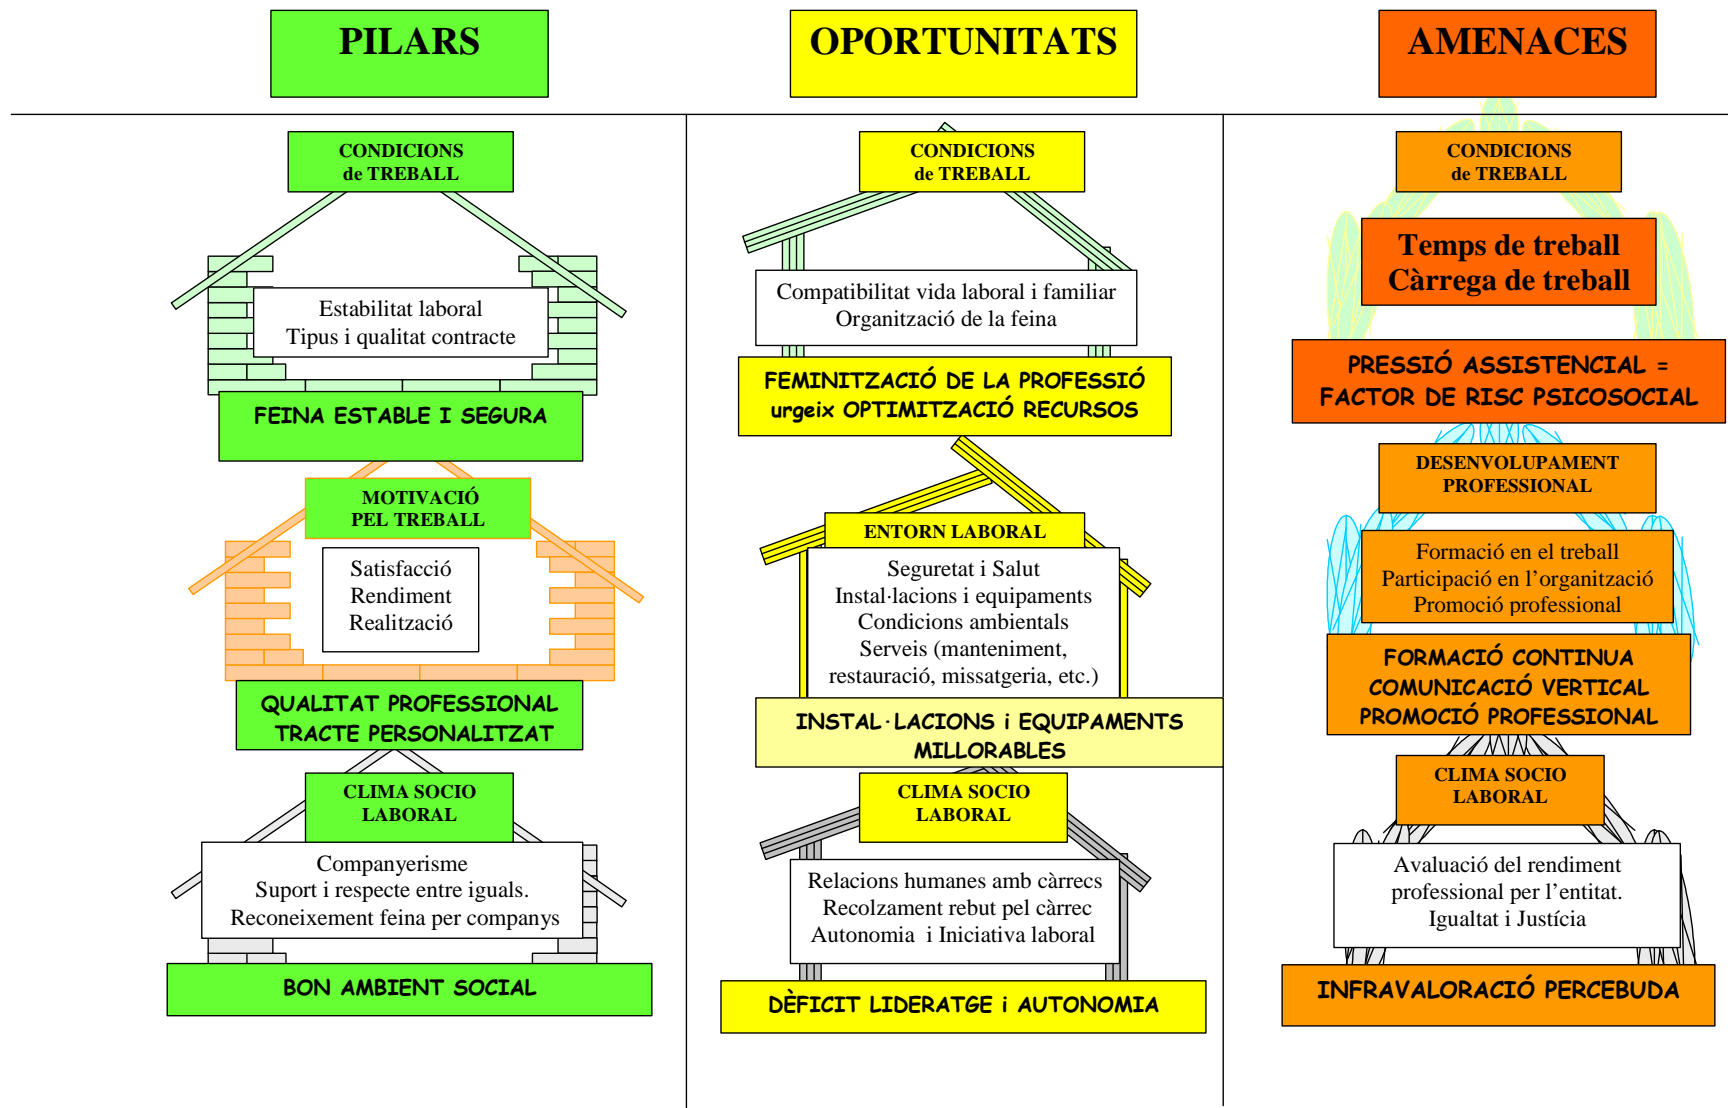 PILARS
OPORTUNITATS
AMENACES
CONDICIONS
de TREBALL
Estabilitat laboral
Tipus i qualitat contracte
FEINA ESTABLE I SEGURA
MOTIVACIÓ
PEL TREBALL
Satisfacció
Rendiment
Realització
QUALITAT PROFESSIONAL
TRACTE PERSONALITZAT
CLIMA SOCIO
LABORAL
Companyerisme
Suport i respecte entre iguals.
Reconeixement feina per companys
BON AMBIENT SOCIAL
CONDICIONS
de TREBALL
Compatibilitat vida laboral i familiar
Organització de la feina
FEMINITZACIÓ DE LA PROFESSIÓ
urgeix OPTIMITZACIÓ RECURSOS
ENTORN LABORAL
Seguretat i Salut
Instal·lacions i equipaments
Condicions ambientals
Serveis (manteniment,
restauració, missatgeria, etc.)
INSTAL·LACIONS i EQUIPAMENTS
MILLORABLES
CLIMA SOCIO
LABORAL
Relacions humanes amb càrrecs
Recolzament rebut pel càrrec
Autonomia  i Iniciativa laboral
DÈFICIT LIDERATGE i AUTONOMIA
CONDICIONS
de TREBALL
Temps de treball
Càrrega de treball
PRESSIÓ ASSISTENCIAL =
FACTOR DE RISC PSICOSOCIAL
DESENVOLUPAMENT
PROFESSIONAL
Formació en el treball
Participació en l’organització
Promoció professional
FORMACIÓ CONTINUA
COMUNICACIÓ VERTICAL
PROMOCIÓ PROFESSIONAL
CLIMA SOCIO
LABORAL
Avaluació del rendiment
professional per l’entitat.
Igualtat i Justícia
INFRAVALORACIÓ PERCEBUDA